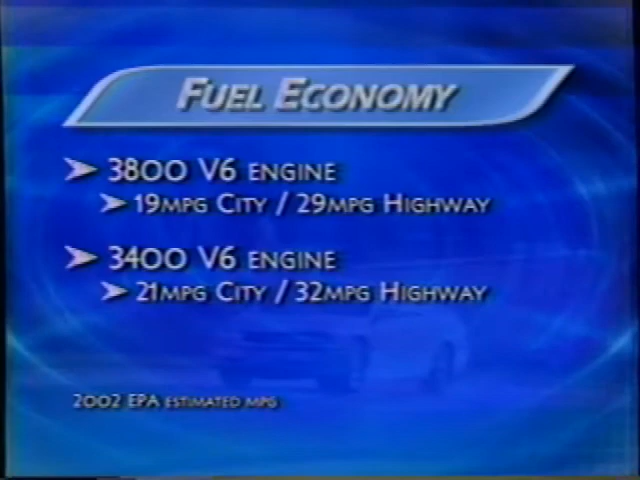 Fuel Economy
3800 V6 engine
19mpg City / 29mpg Highway
3400 V6 engine
21mpg City / 32mpg Highway
2002 EPA estimated mpg